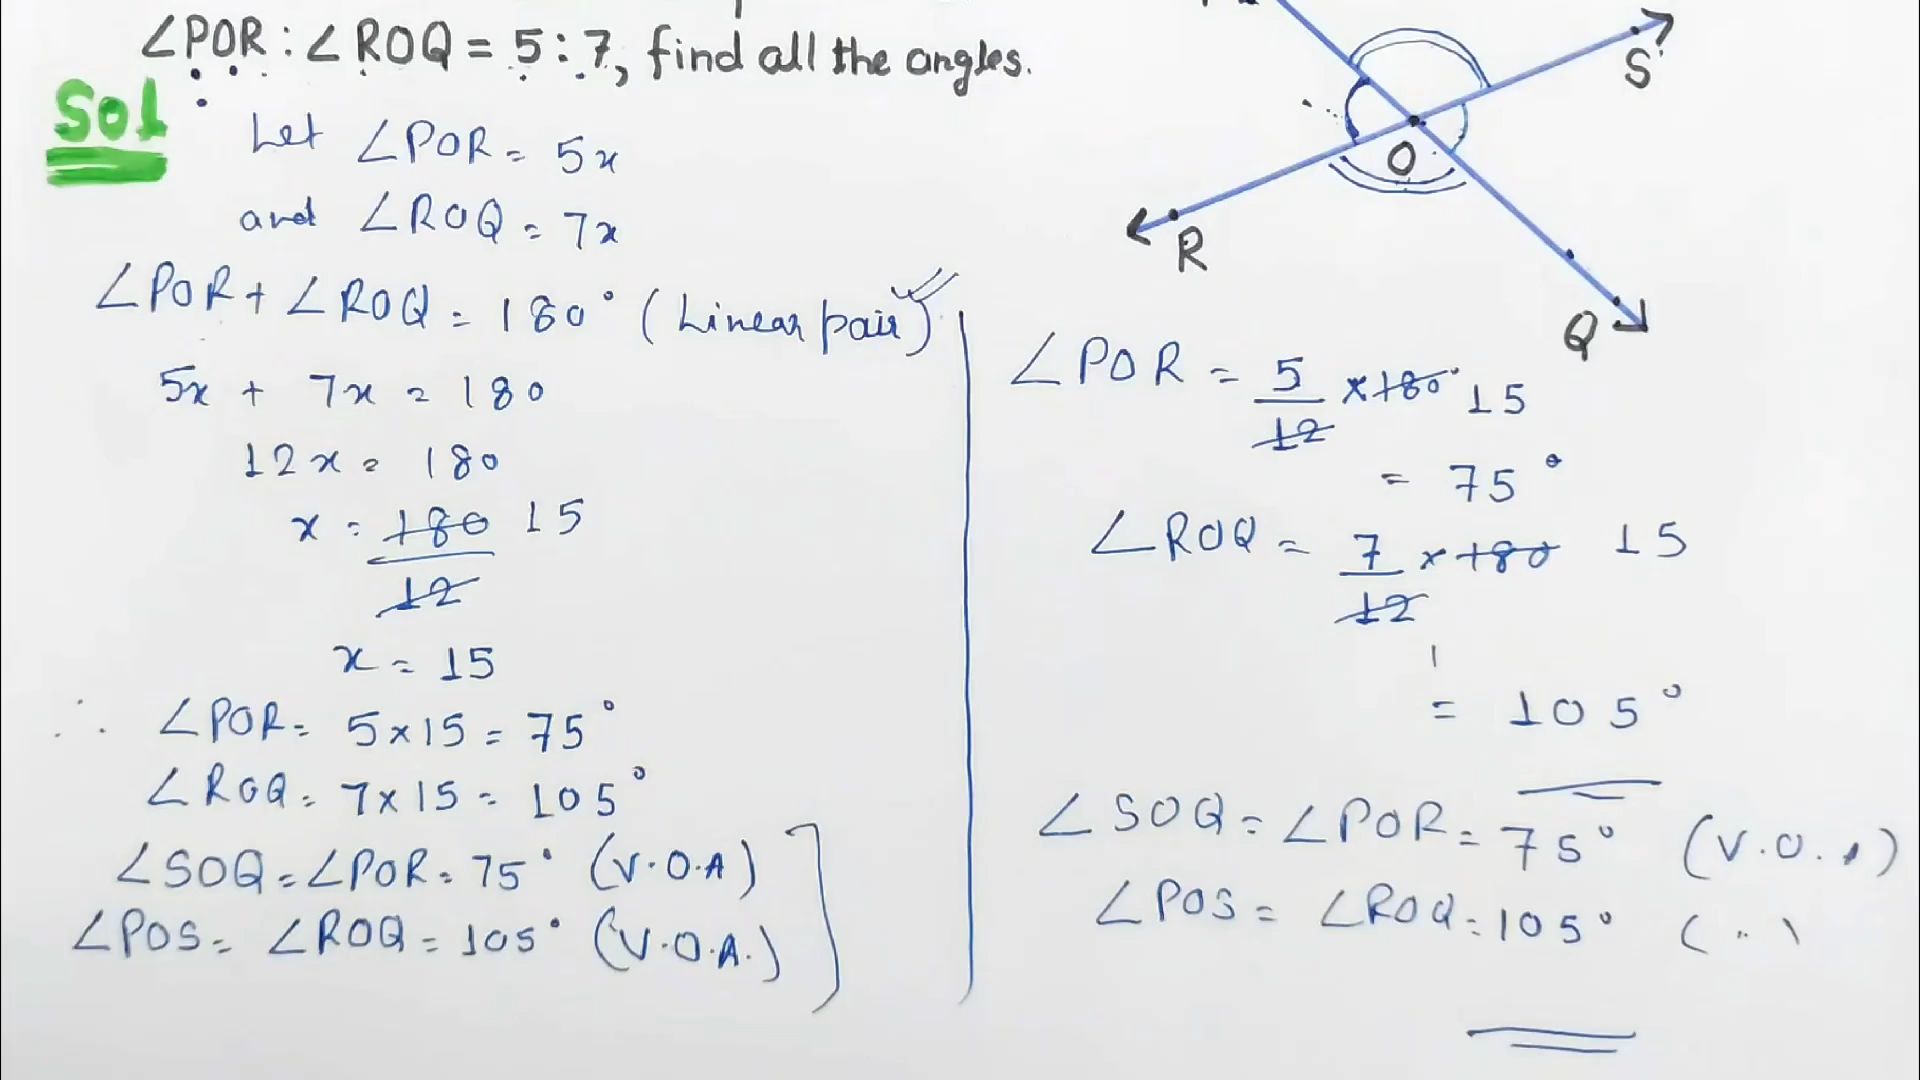 ∠POR : ∠ROQ = 5 : 7, find all the angles.
Sol
Let ∠POR = 5x
and ∠ROQ = 7x
∠POR + ∠ROQ = 180° (Linear pair)
5x + 7x = 180
12x = 180
x = 180/12 15
x = 15
∴ ∠POR = 5 x 15 = 75°
∠ROQ = 7 x 15 = 105°
∠SOQ = ∠POR = 75° (V.O.A)
∠POS = ∠ROQ = 105° (V.O.A.)
S
O
R
Q
∠POR = 5/12 x 180° 15
= 75°
∠ROQ = 7/12 x 180 15
= 105°
∠SOQ = ∠POR = 75° (V.O.
∠POS = ∠ROQ = 105° ( " )